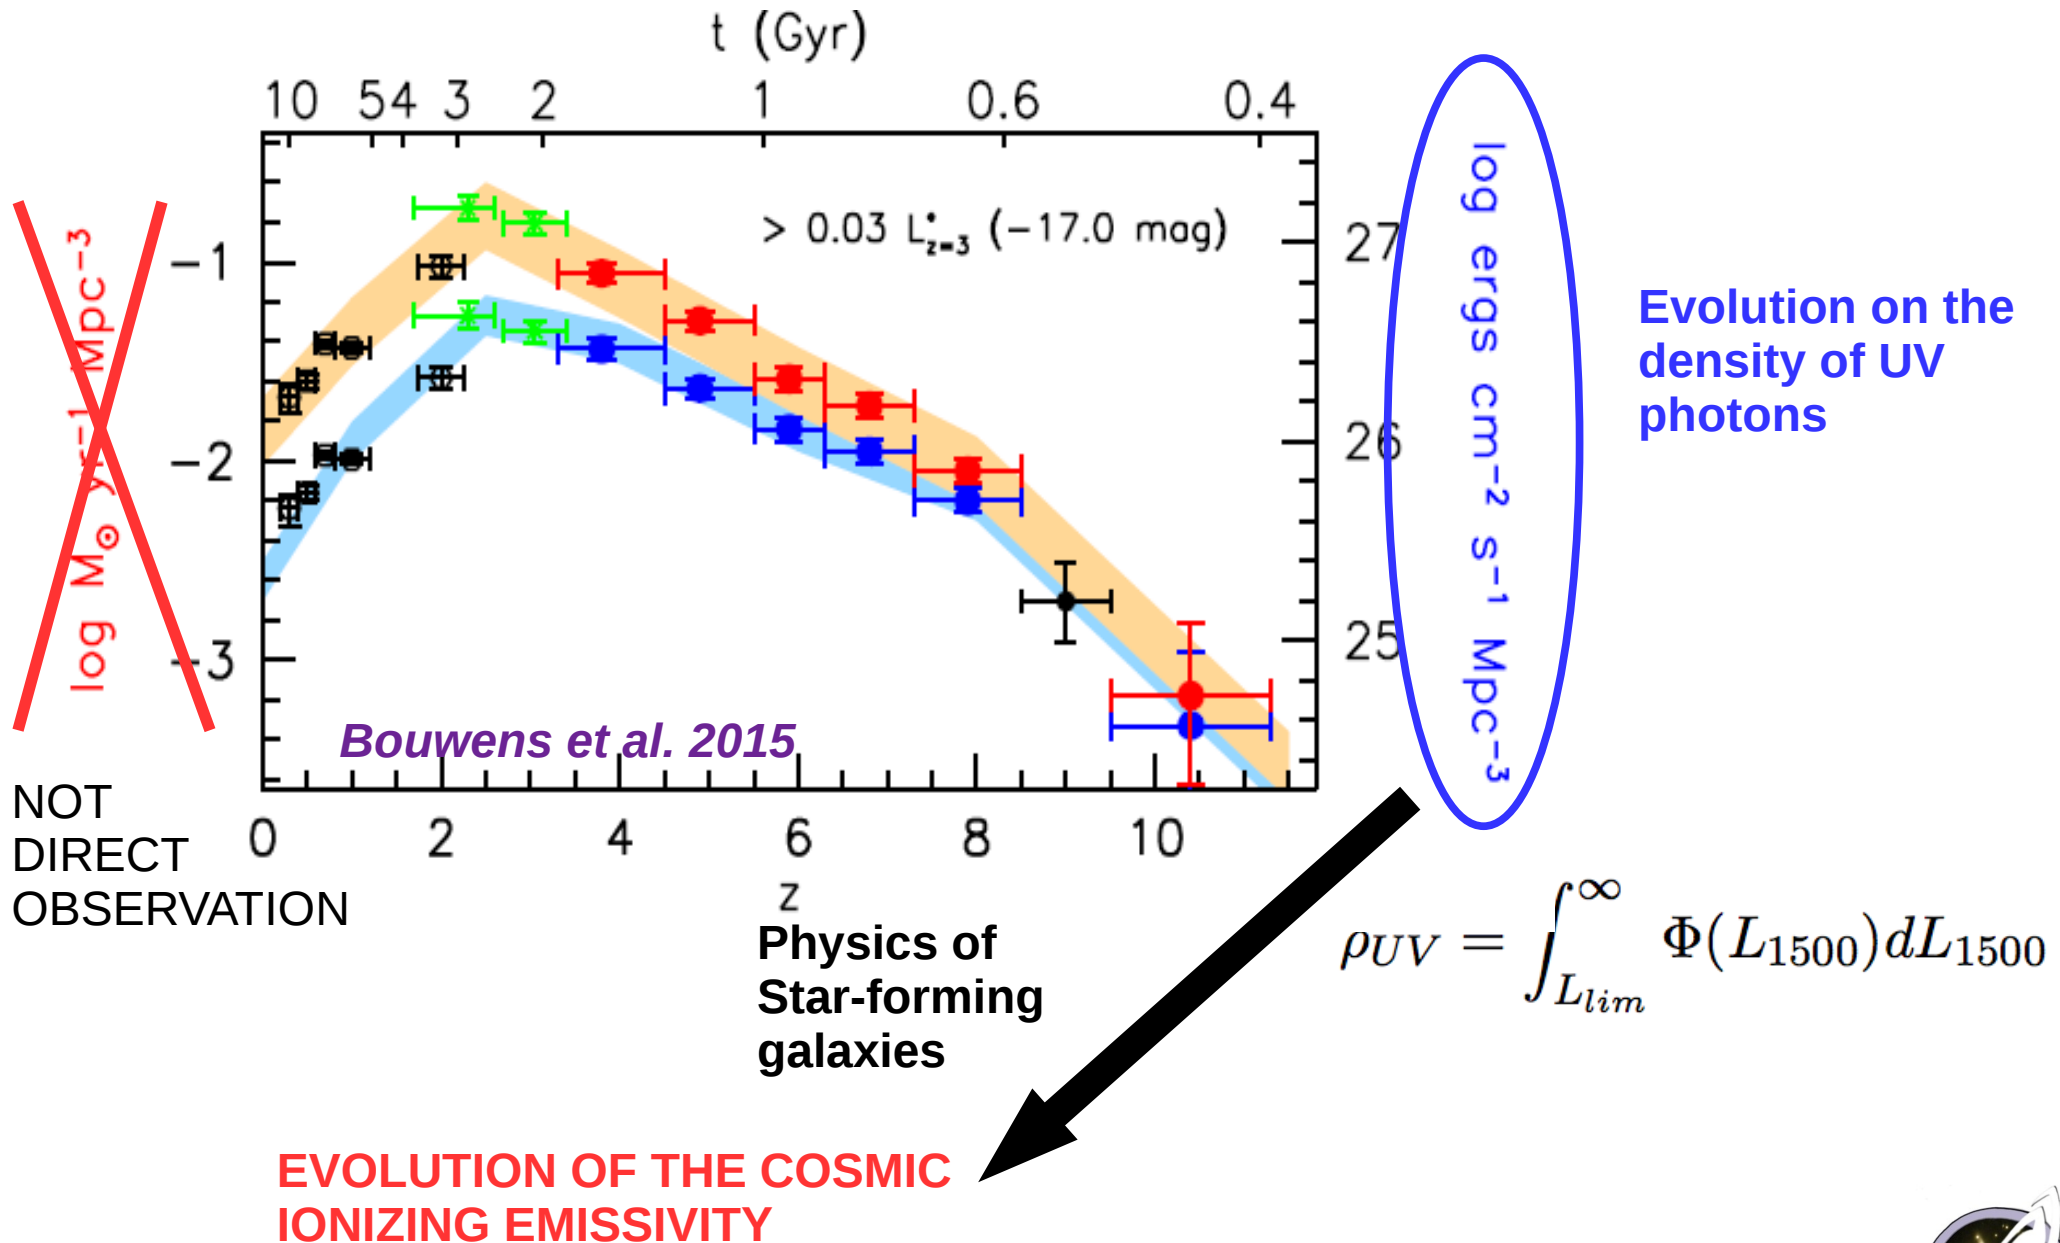 t (Gyr)
10 5 4 3 2 1 0.6 0.4
> 0.03 L*z=3 (−17.0 mag)
−1
−2
−3
log M⊙ yr⁻¹ Mpc⁻³
27
26
25
log ergs cm⁻² s⁻¹ Mpc⁻³
Evolution on the
density of UV
photons
Bouwens et al. 2015
0 2 4 6 8 10
z
NOT
DIRECT
OBSERVATION
Physics of
Star-forming
galaxies
ρUV = ∫Llim^∞ Φ(L1500)dL1500
EVOLUTION OF THE COSMIC
IONIZING EMISSIVITY